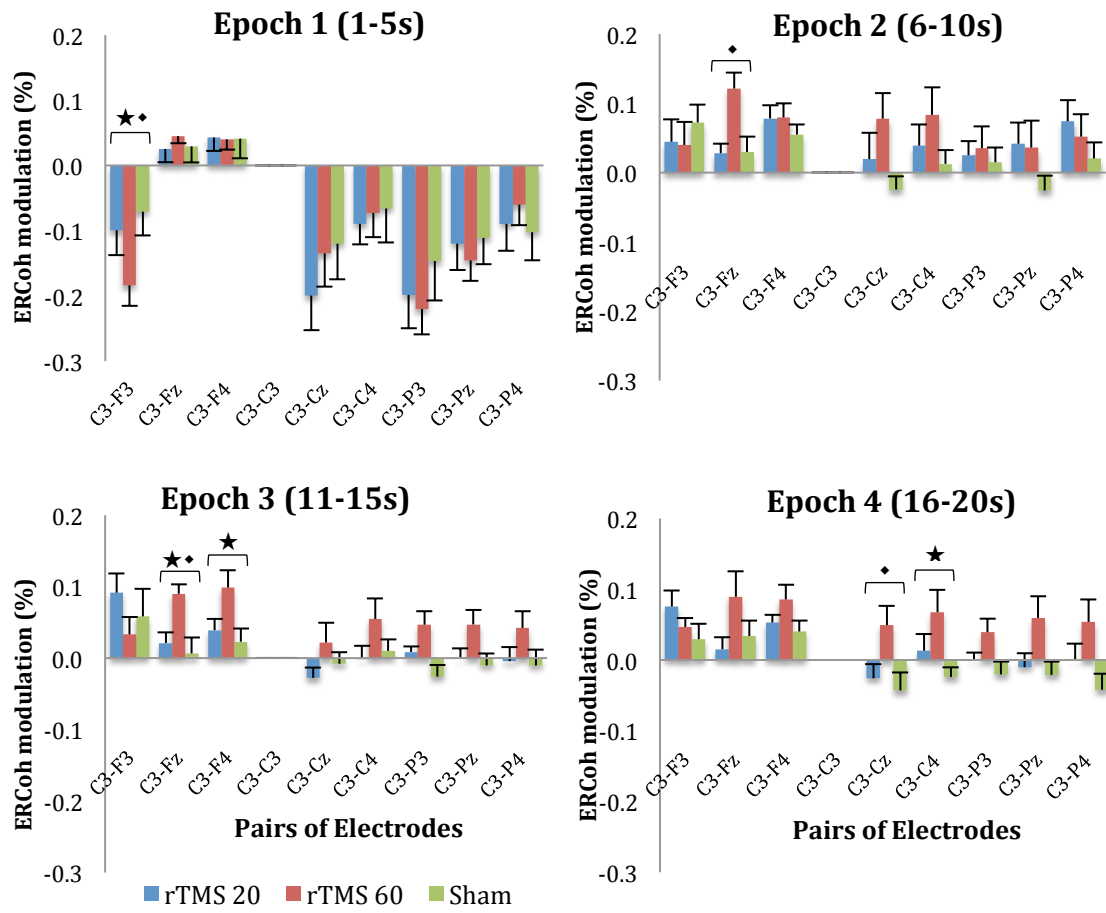 Epoch 1 (1-5s)
ERCoh modulation (%)
0.2
0.1
0.0
-0.1
-0.2
-0.3
★ ◆
C3-F3 C3-Fz C3-F4 C3-C3 C3-Cz C3-C4 C3-P3 C3-Pz C3-P4
Epoch 2 (6-10s)
ERCoh modulation (%)
0.2
0.1
0.0
-0.1
-0.2
-0.3
◆
C3-F3 C3-Fz C3-F4 C3-C3 C3-Cz C3-C4 C3-P3 C3-Pz C3-P4
Epoch 3 (11-15s)
ERCoh modulation (%)
0.2
0.1
0.0
-0.1
-0.2
-0.3
★ ◆ ★
C3-F3 C3-Fz C3-F4 C3-C3 C3-Cz C3-C4 C3-P3 C3-Pz C3-P4
Pairs of Electrodes
Epoch 4 (16-20s)
ERCoh modulation (%)
0.2
0.1
0.0
-0.1
-0.2
-0.3
◆ ★
C3-F3 C3-Fz C3-F4 C3-C3 C3-Cz C3-C4 C3-P3 C3-Pz C3-P4
Pairs of Electrodes
rTMS 20 rTMS 60 Sham